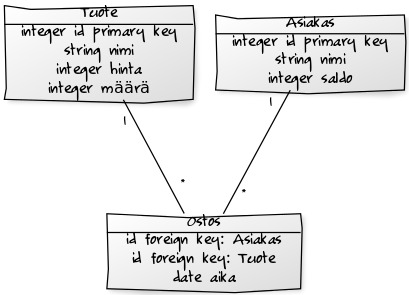 Tuote
integer id primary key
string nimi
integer hinta
integer määrä
Asiakas
integer id primary key
string nimi
integer saldo
1
1
*
*
Ostos
id foreign key: Asiakas
id foreign key: Tuote
date aika